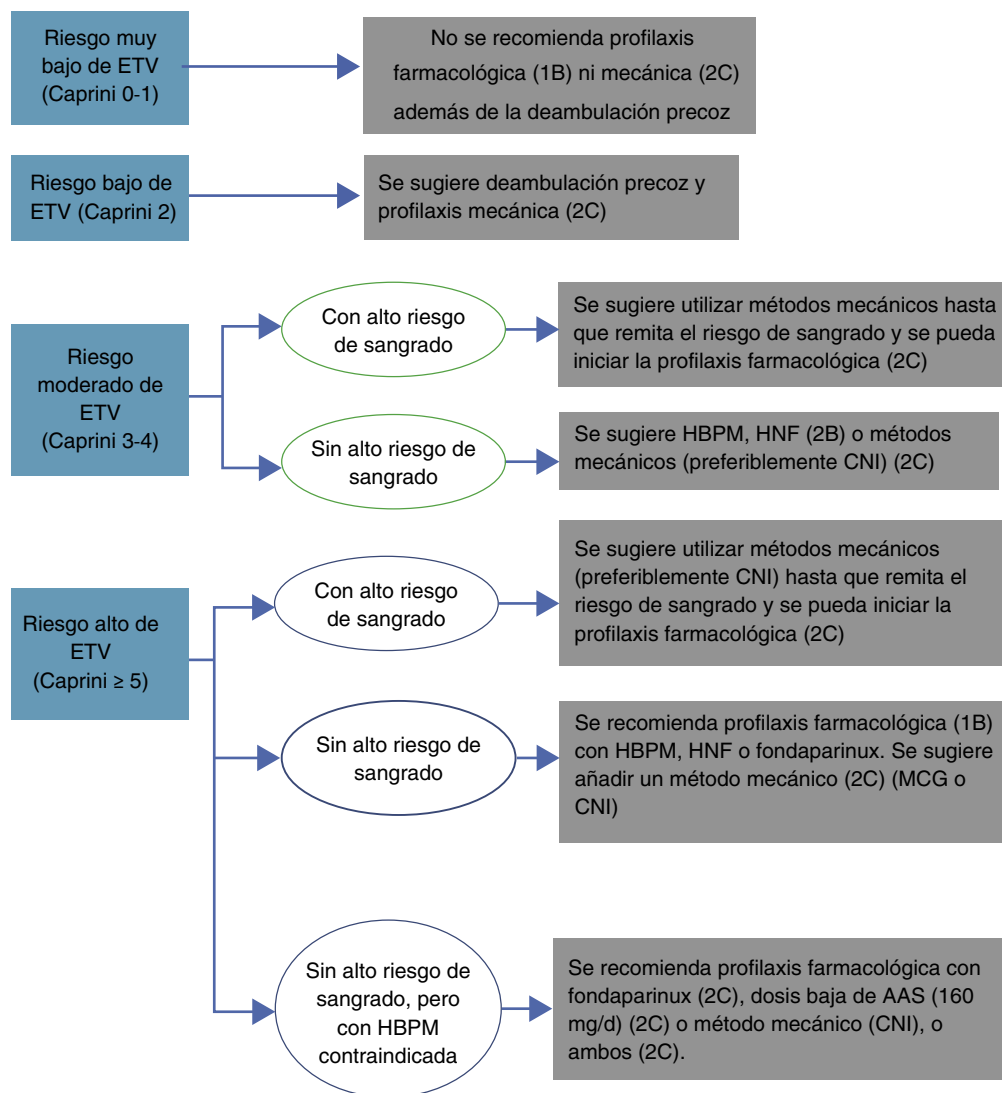 Riesgo muy
bajo de ETV
(Caprini 0-1)
No se recomienda profilaxis
farmacológica (1B) ni mecánica (2C)
además de la deambulación precoz
Riesgo bajo de
ETV (Caprini 2)
Se sugiere deambulación precoz y
profilaxis mecánica (2C)
Riesgo
moderado de
ETV
(Caprini 3-4)
Con alto riesgo
de sangrado
Se sugiere utilizar métodos mecánicos hasta
que remita el riesgo de sangrado y se pueda
iniciar la profilaxis farmacológica (2C)
Sin alto riesgo de
sangrado
Se sugiere HBPM, HNF (2B) o métodos
mecánicos (preferiblemente CNI) (2C)
Riesgo alto de
ETV
(Caprini ≥ 5)
Con alto riesgo
de sangrado
Se sugiere utilizar métodos mecánicos
(preferiblemente CNI) hasta que remita el
riesgo de sangrado y se pueda iniciar la
profilaxis farmacológica (2C)
Sin alto riesgo de
sangrado
Se recomienda profilaxis farmacológica (1B)
con HBPM, HNF o fondaparinux. Se sugiere
añadir un método mecánico (2C) (MCG o
CNI)
Sin alto riesgo de
sangrado, pero
con HBPM
contraindicada
Se recomienda profilaxis farmacológica con
fondaparinux (2C), dosis baja de AAS (160
mg/d) (2C) o método mecánico (CNI), o
ambos (2C).